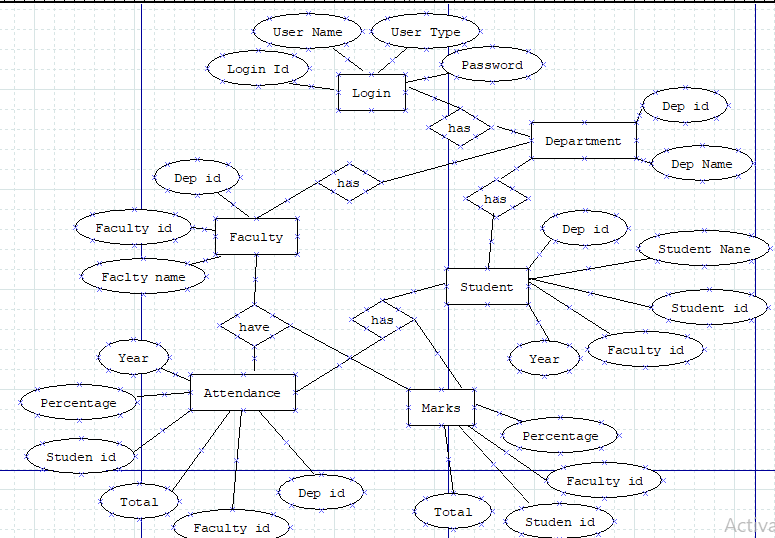 User Name
User Type
Login Id
Password
Login
Dep id
has
Department
Dep Name
Dep id
has
has
Faculty id
Dep id
Faculty
Student Nane
Faclty name
Student
Student id
has
have
Year
Year
Faculty id
Attendance
Percentage
Marks
Percentage
Studen id
Faculty id
Dep id
Total
Total
Studen id
Faculty id
Activa